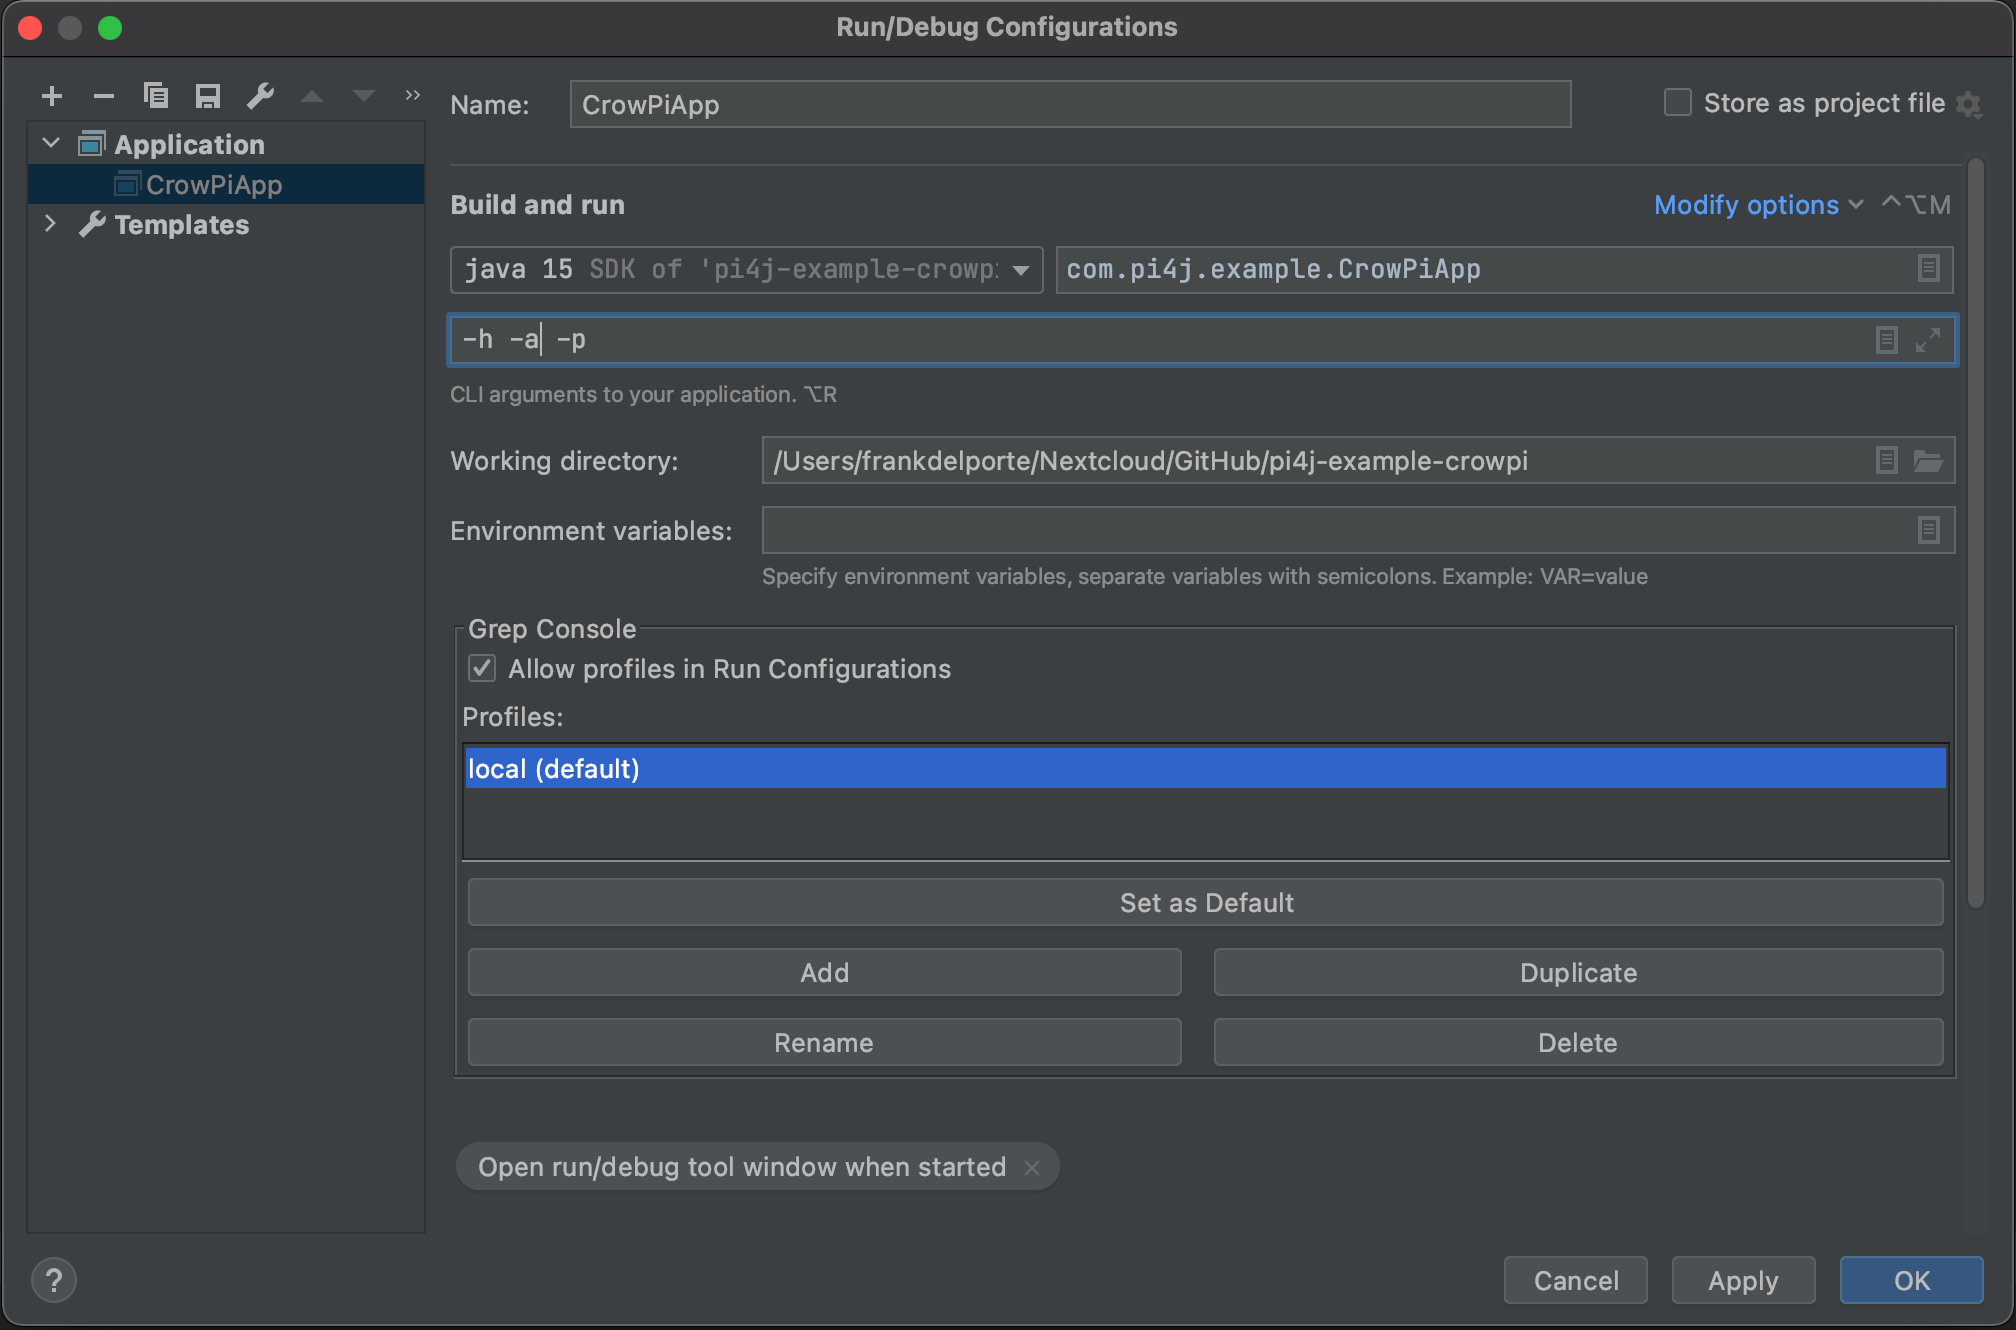 Run/Debug Configurations
Name: CrowPiApp Store as project file
Application
CrowPiApp
Templates
Build and run Modify options ^⌥M
java 15 SDK of 'pi4j-example-crowp com.pi4j.example.CrowPiApp
-h -a -p
CLI arguments to your application. ⌥R
Working directory: /Users/frankdelporte/Nextcloud/GitHub/pi4j-example-crowpi
Environment variables:
Specify environment variables, separate variables with semicolons. Example: VAR=value
Grep Console
Allow profiles in Run Configurations
Profiles:
local (default)
Set as Default
Add Duplicate
Rename Delete
Open run/debug tool window when started
? Cancel Apply OK